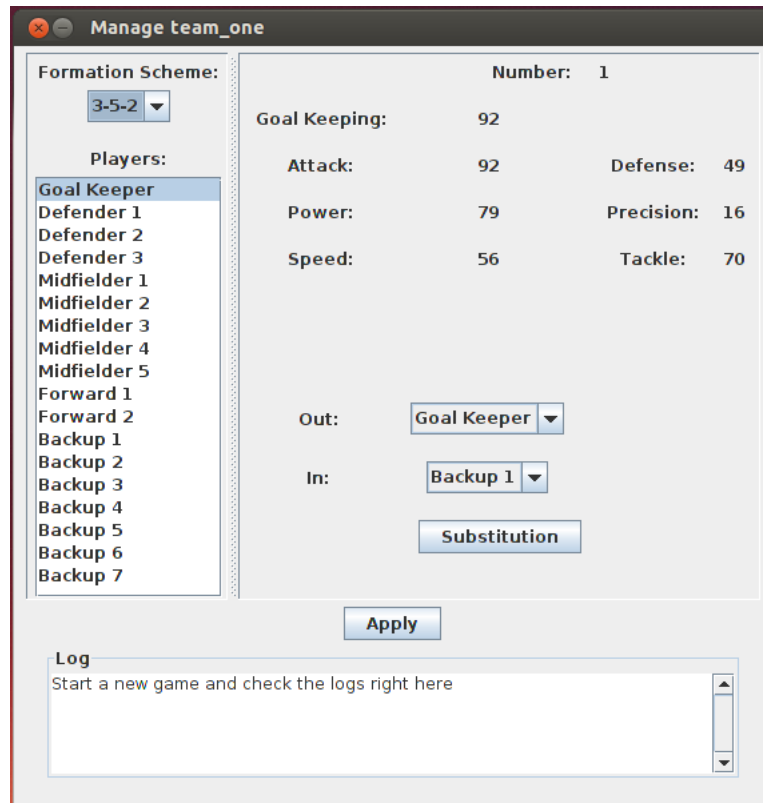 Manage team_one
Formation Scheme:
3-5-2
Players:
Goal Keeper
Defender 1
Defender 2
Defender 3
Midfielder 1
Midfielder 2
Midfielder 3
Midfielder 4
Midfielder 5
Forward 1
Forward 2
Backup 1
Backup 2
Backup 3
Backup 4
Backup 5
Backup 6
Backup 7
Number: 1
Goal Keeping: 92
Attack: 92 Defense: 49
Power: 79 Precision: 16
Speed: 56 Tackle: 70
Out: Goal Keeper
In: Backup 1
Substitution
Apply
Log
Start a new game and check the logs right here